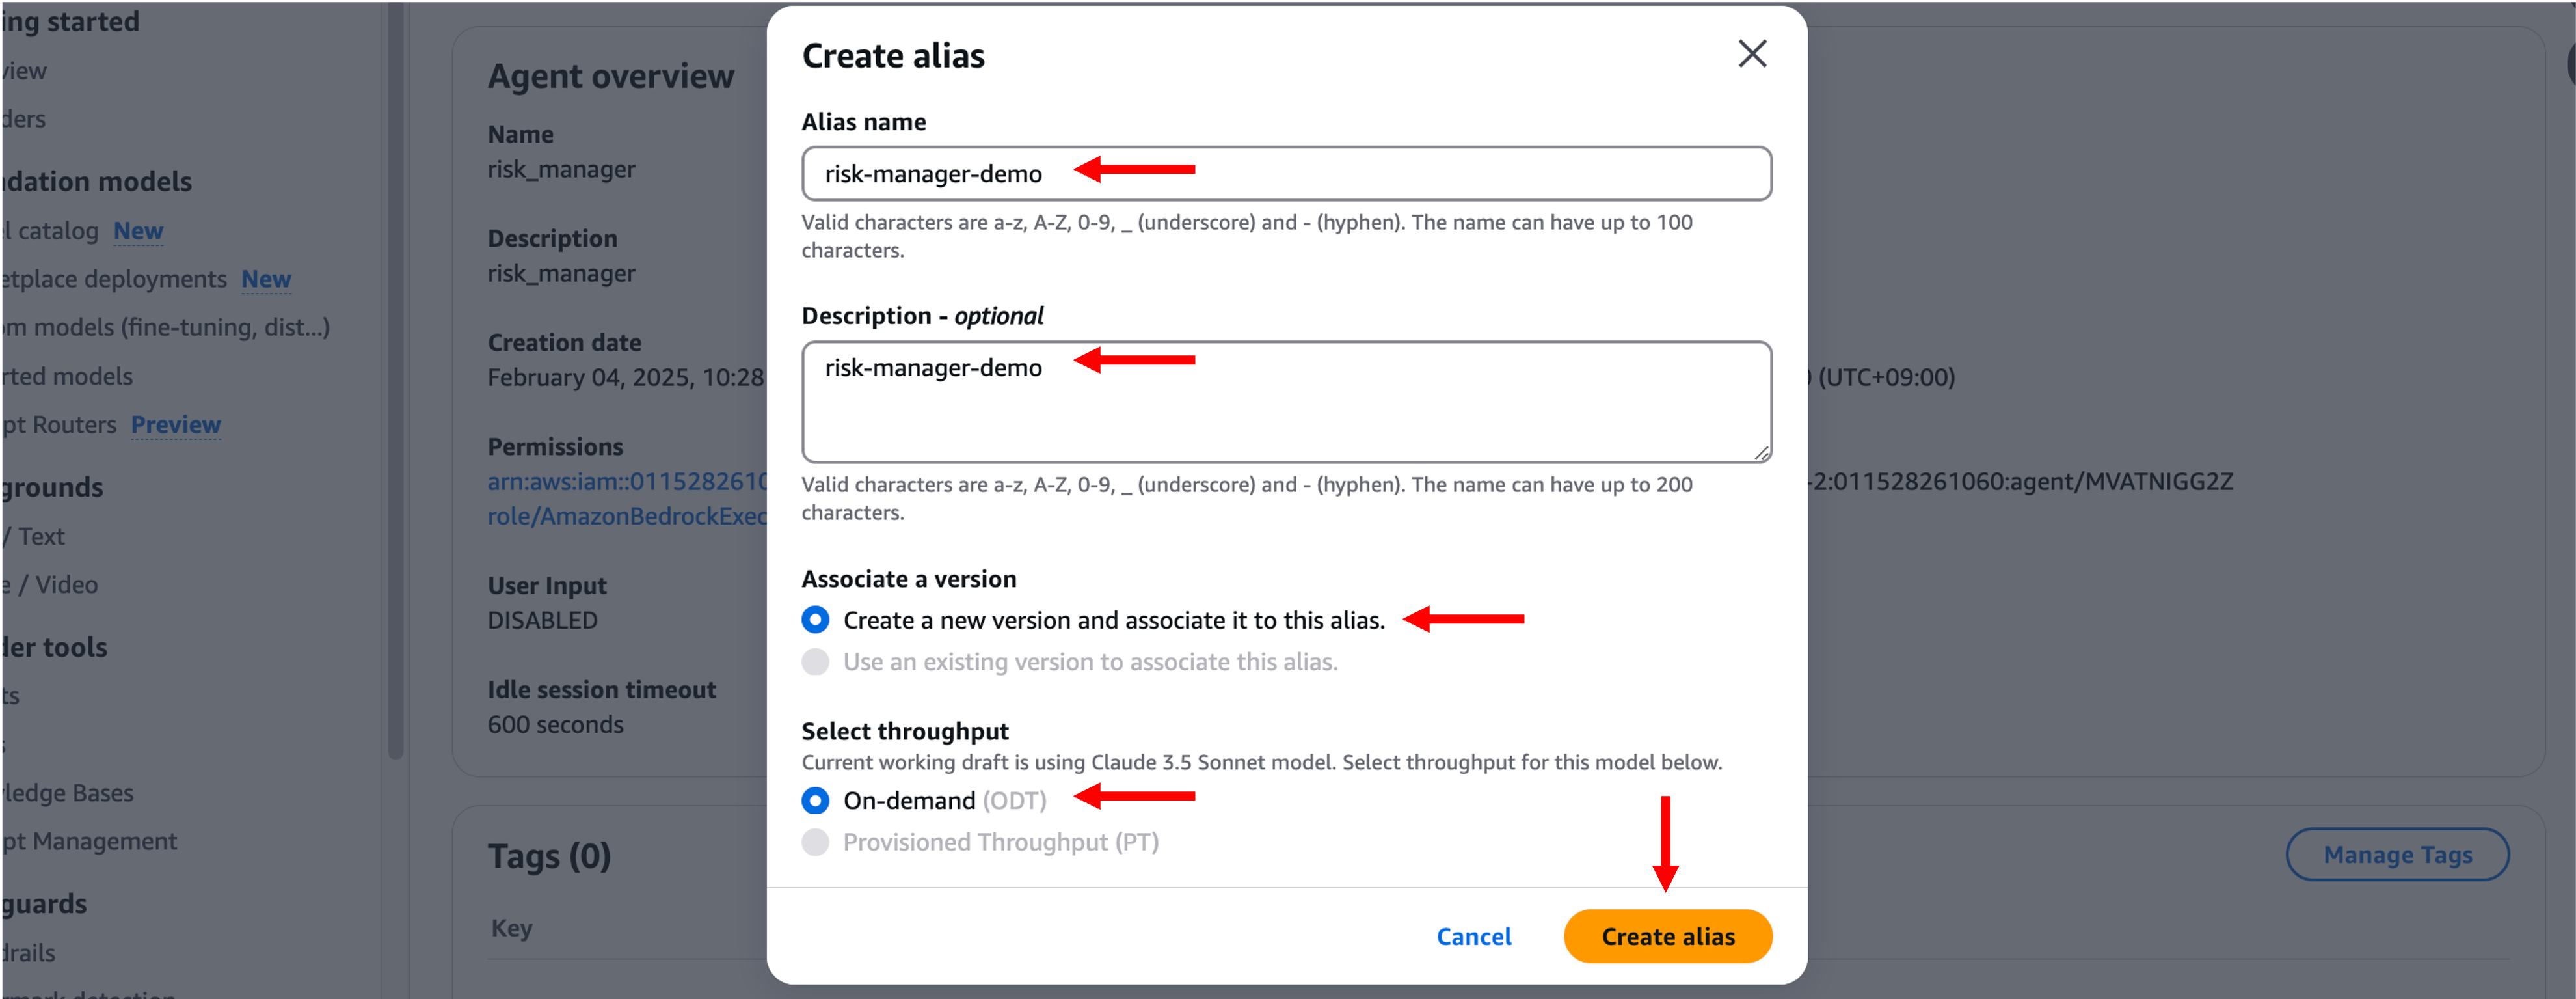 ing started
view
ders
dation models
l catalog New
etplace deployments New
om models (fine-tuning, dist...)
rted models
pt Routers Preview
grounds
/ Text
e / Video
der tools
ts
s
ledge Bases
pt Management
guards
drails
Agent overview
Name
risk_manager
Description
risk_manager
Creation date
February 04, 2025, 10:28
Permissions
arn:aws:iam::0115282610
role/AmazonBedrockExec
User Input
DISABLED
Idle session timeout
600 seconds
Tags (0)
Key
Create alias
Alias name
risk-manager-demo
Valid characters are a-z, A-Z, 0-9, _ (underscore) and - (hyphen). The name can have up to 100
characters.
Description - optional
risk-manager-demo
Valid characters are a-z, A-Z, 0-9, _ (underscore) and - (hyphen). The name can have up to 200
characters.
Associate a version
Create a new version and associate it to this alias.
Use an existing version to associate this alias.
Select throughput
Current working draft is using Claude 3.5 Sonnet model. Select throughput for this model below.
On-demand (ODT)
Provisioned Throughput (PT)
Cancel
Create alias
(UTC+09:00)
-2:011528261060:agent/MVATNIGG2Z
Manage Tags